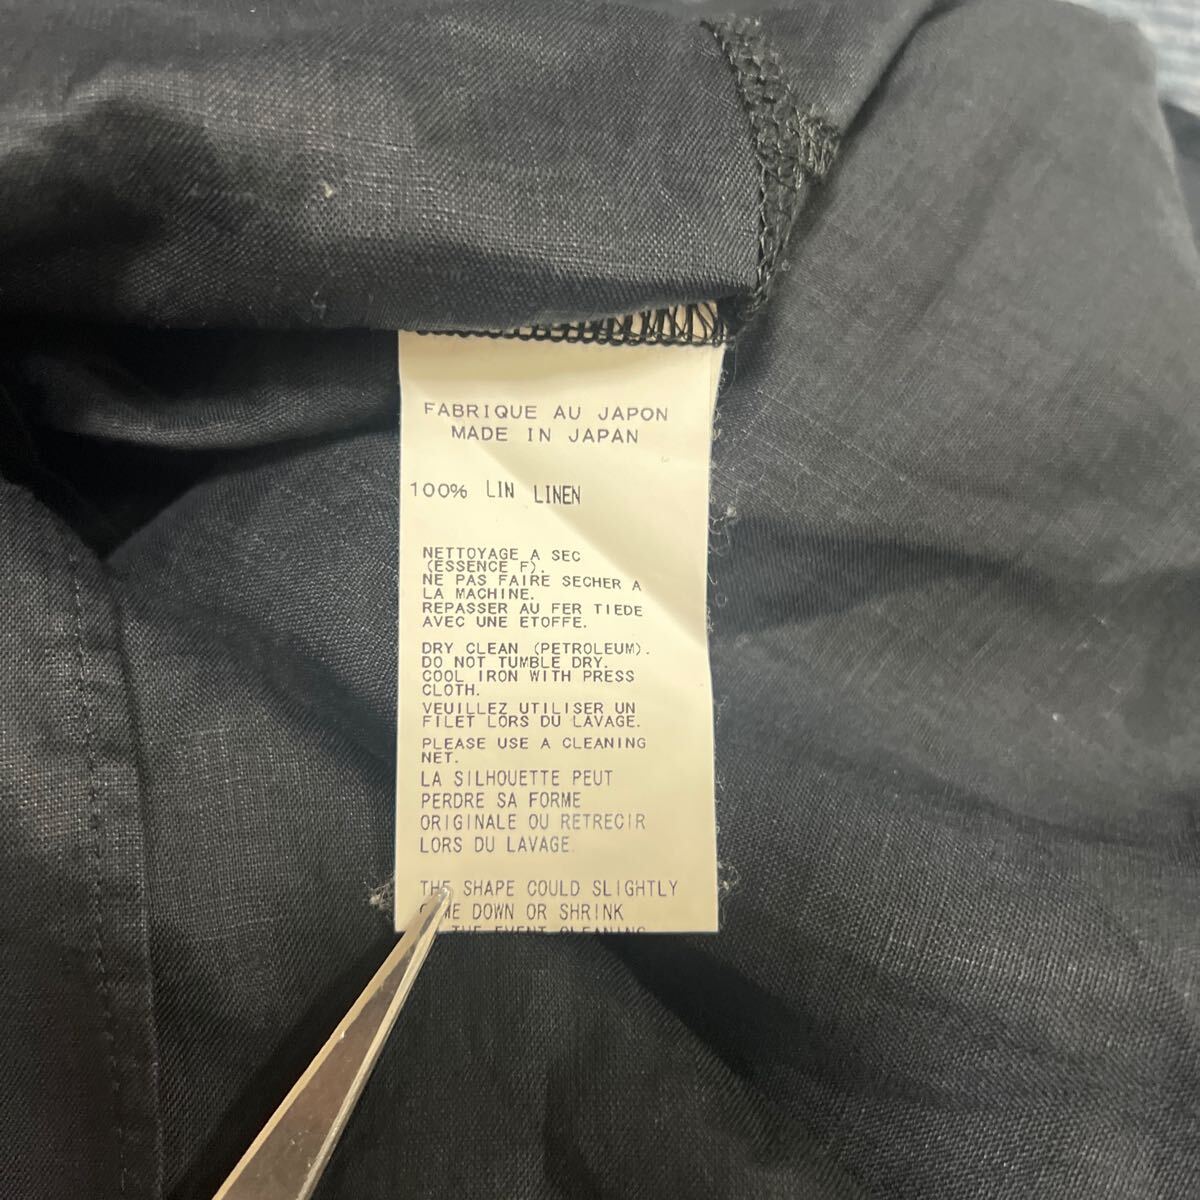 FABRIQUE AU JAPON
MADE IN JAPAN
100% LIN LINEN
NETTOYAGE A SEC
(ESSENCE F).
NE PAS FAIRE SECHER A
LA MACHINE.
REPASSER AU FER TIEDE
AVEC UNE ETOFFE.
DRY CLEAN (PETROLEUM).
DO NOT TUMBLE DRY.
COOL IRON WITH PRESS
CLOTH.
VEUILLEZ UTILISER UN
FILET LORS DU LAVAGE.
PLEASE USE A CLEANING
NET.
LA SILHOUETTE PEUT
PERDRE SA FORME
ORIGINALE OU RETRECIR
LORS DU LAVAGE.
THE SHAPE COULD SLIGHTLY
DOWN OR SHRINK
THE EVENT CLEANING